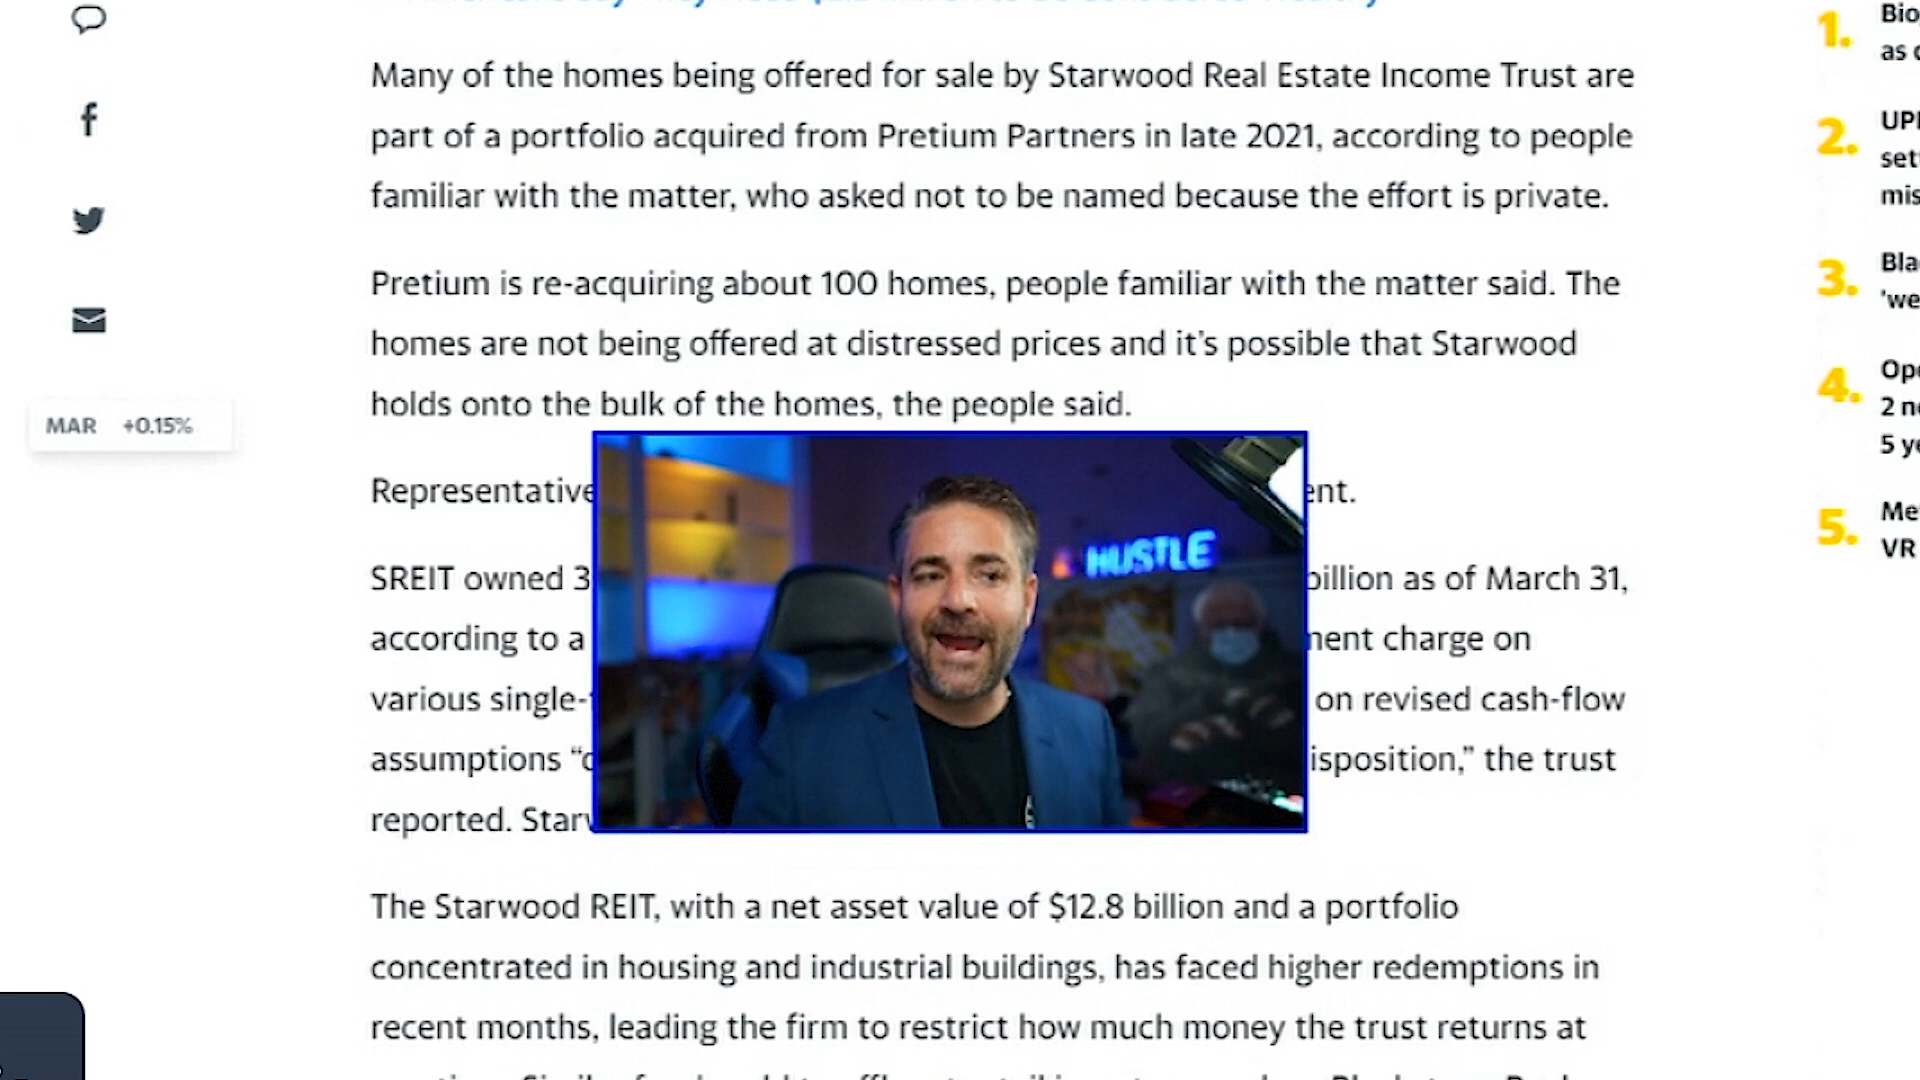 Many of the homes being offered for sale by Starwood Real Estate Income Trust are
part of a portfolio acquired from Pretium Partners in late 2021, according to people
familiar with the matter, who asked not to be named because the effort is private.
Pretium is re-acquiring about 100 homes, people familiar with the matter said. The
homes are not being offered at distressed prices and it's possible that Starwood
holds onto the bulk of the homes, the people said.
Representative
SREIT owned 3 billion as of March 31,
according to a charge on
various single- on revised cash-flow
assumptions “ the trust
reported.
The Starwood REIT, with a net asset value of $12.8 billion and a portfolio
concentrated in housing and industrial buildings, has faced higher redemptions in
recent months, leading the firm to restrict how much money the trust returns at
MAR +0.15%
HUSTLE
1.
as
2.
3.
4.
5.
VR